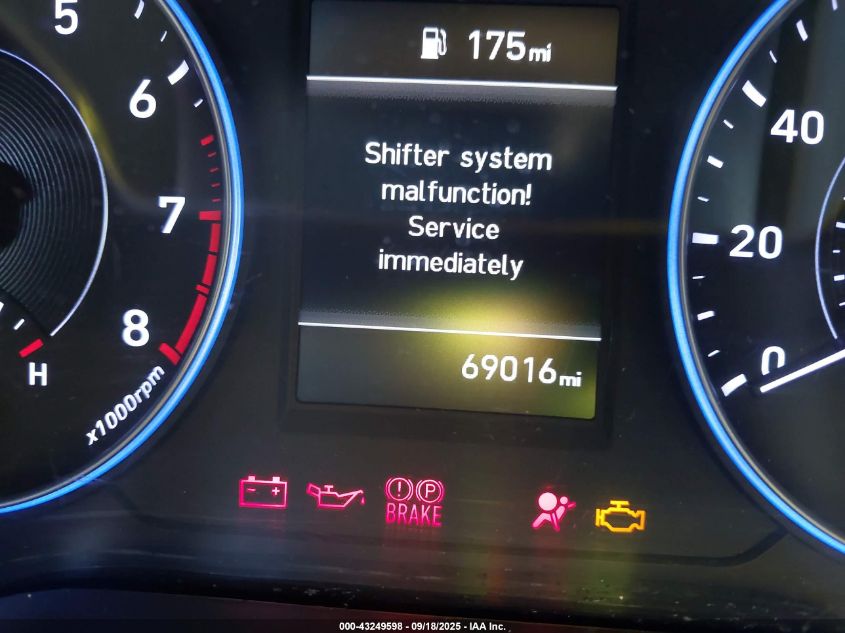 5
6
7
8
H
x1000rpm
175mi
Shifter system
malfunction!
Service
immediately
69016mi
40
20
0
- +
! P
BRAKE
000-43249598 - 09/18/2025 - IAA Inc.